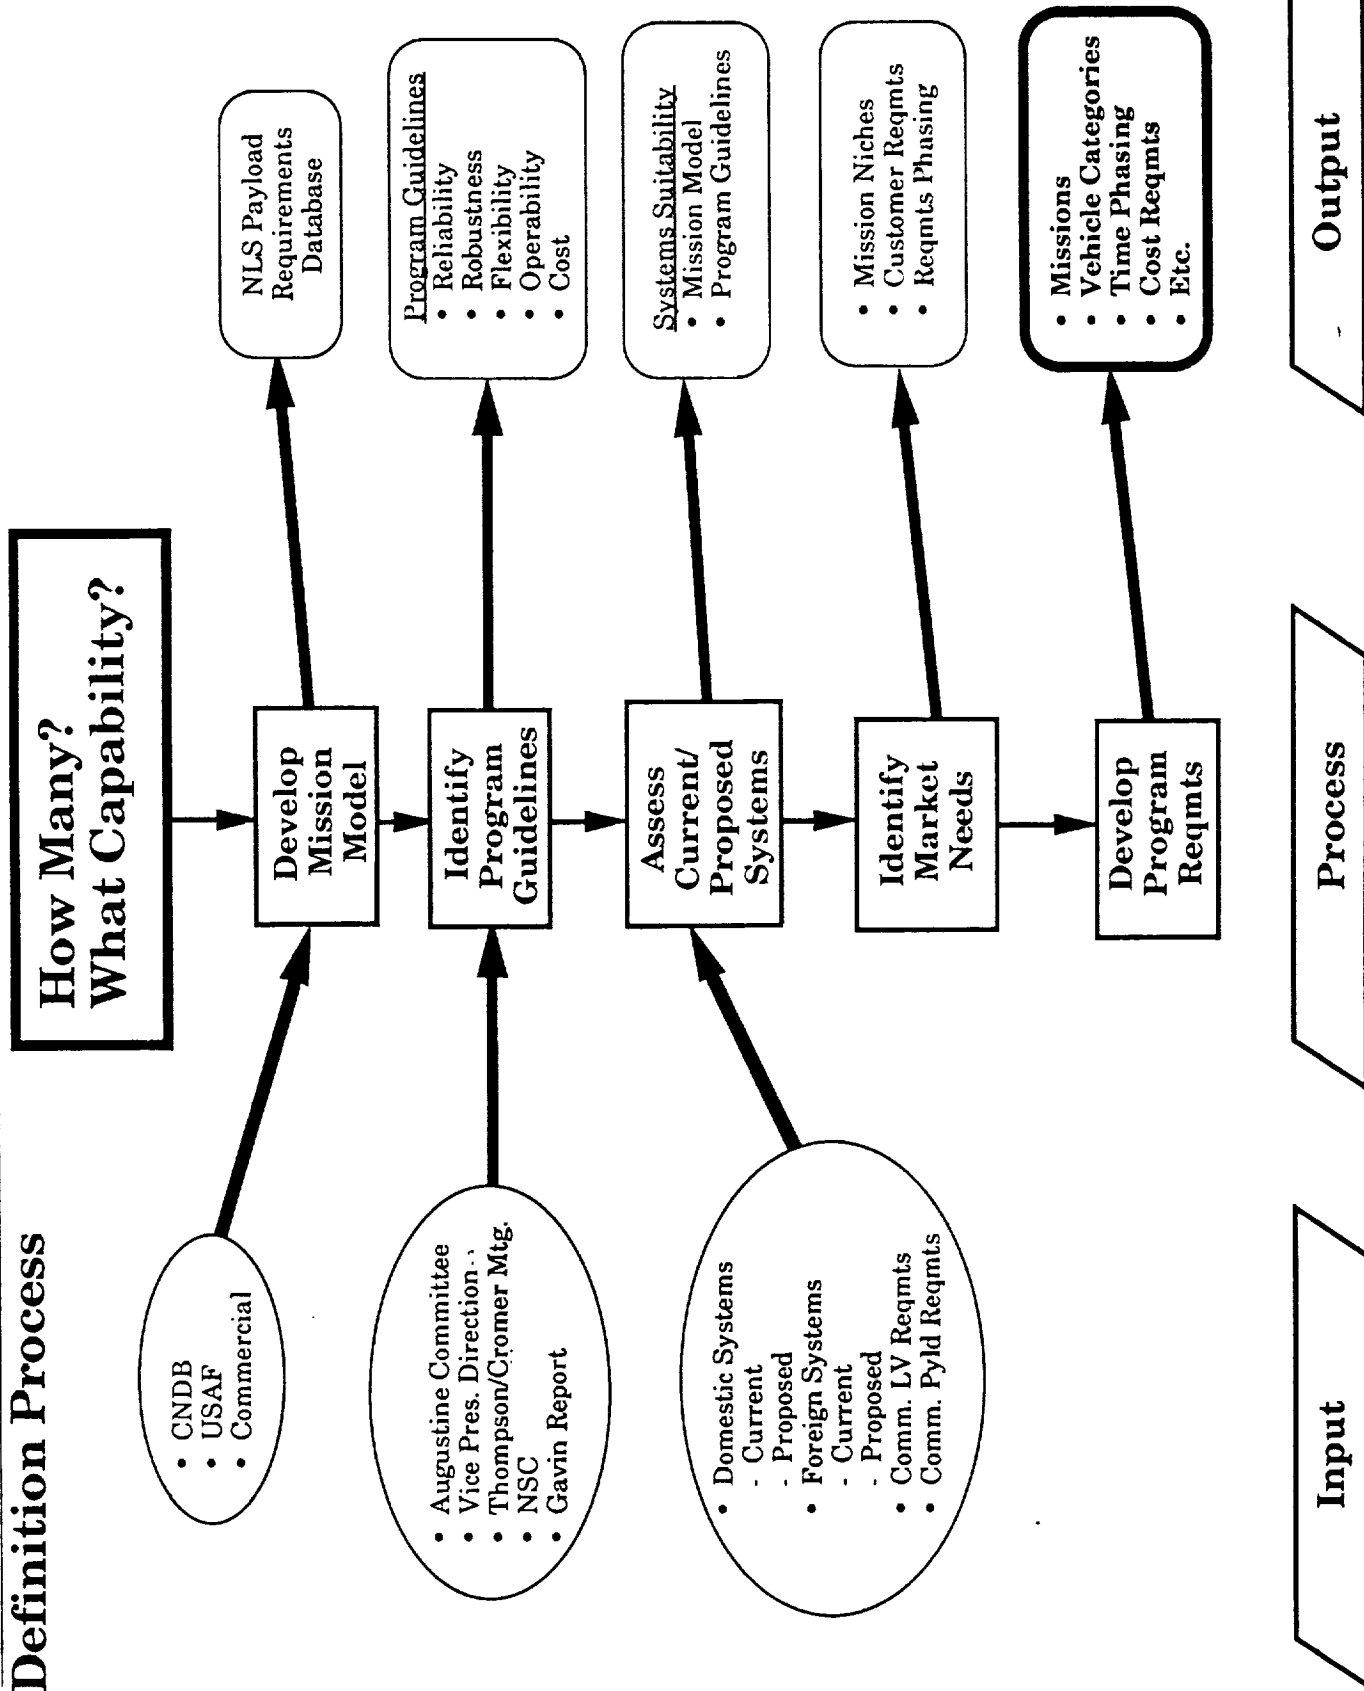 Definition Process
How Many?
What Capability?
• CNDB
• USAF
• Commercial
Develop
Mission
Model
NLS Payload
Requirements
Database
• Augustine Committee
• Vice Pres. Direction
• Thompson/Cromer Mtg.
• NSC
• Gavin Report
Identify
Program
Guidelines
Program Guidelines
• Reliability
• Robustness
• Flexibility
• Operability
• Cost
• Domestic Systems
- Current
- Proposed
• Foreign Systems
- Current
- Proposed
• Comm. LV Reqmts
• Comm. Pyld Reqmts
Assess
Current/
Proposed
Systems
Systems Suitability
• Mission Model
• Program Guidelines
Identify
Market
Needs
• Mission Niches
• Customer Reqmts
• Reqmts Phasing
Develop
Program
Reqmts
• Missions
• Vehicle Categories
• Time Phasing
• Cost Reqmts
• Etc.
Input
Process
Output